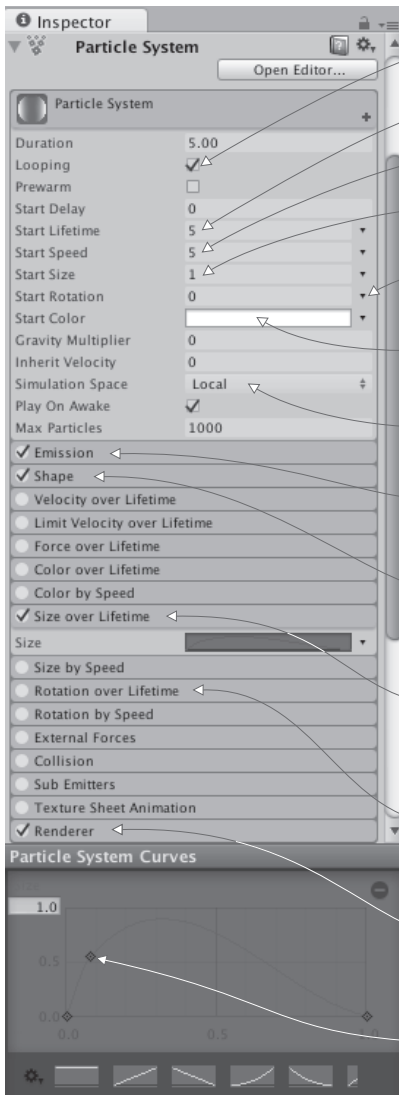 Inspector
Particle System
Open Editor...
Particle System
Duration 5.00
Looping
Prewarm
Start Delay 0
Start Lifetime 5
Start Speed 5
Start Size 1
Start Rotation 0
Start Color
Gravity Multiplier 0
Inherit Velocity 0
Simulation Space Local
Play On Awake
Max Particles 1000
Emission
Shape
Velocity over Lifetime
Limit Velocity over Lifetime
Force over Lifetime
Color over Lifetime
Color by Speed
Size over Lifetime
Size
Size by Speed
Rotation over Lifetime
Rotation by Speed
External Forces
Collision
Sub Emitters
Texture Sheet Animation
Renderer
Particle System Curves
1.0
0.5
0.0
0.0 0.5 1.0